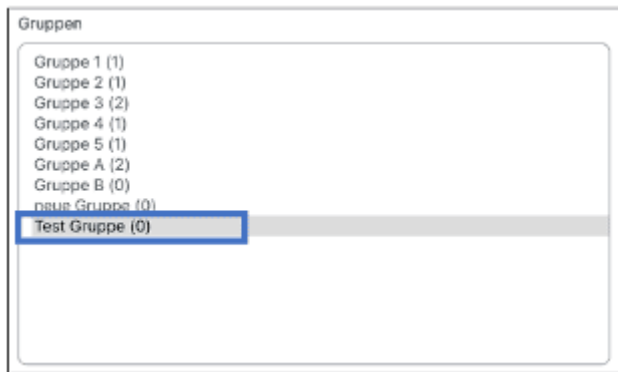 Gruppen
Gruppe 1 (1)
Gruppe 2 (1)
Gruppe 3 (2)
Gruppe 4 (1)
Gruppe 5 (1)
Gruppe A (2)
Gruppe B (0)
neue Gruppe (0)
Test Gruppe (0)